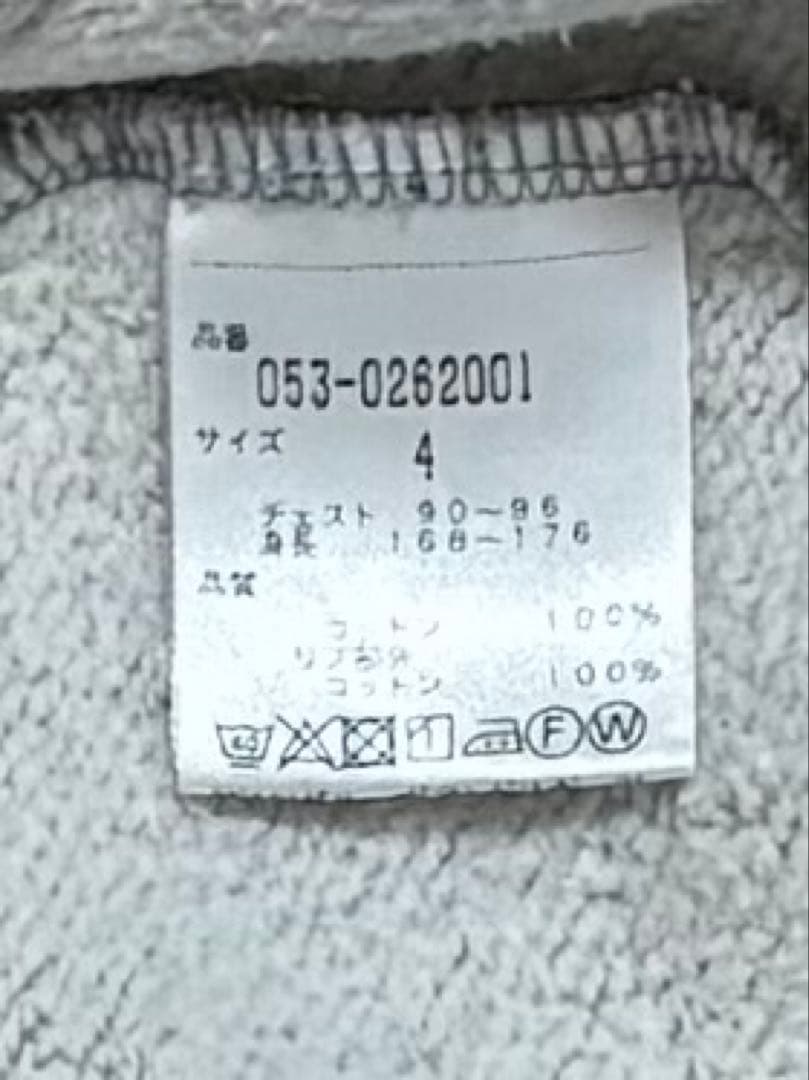 品番
053-0262001
サイズ
4
チェスト 90~96
身長 168~176
品質
コットン 100%
リブ部分
コットン 100%
40
F W